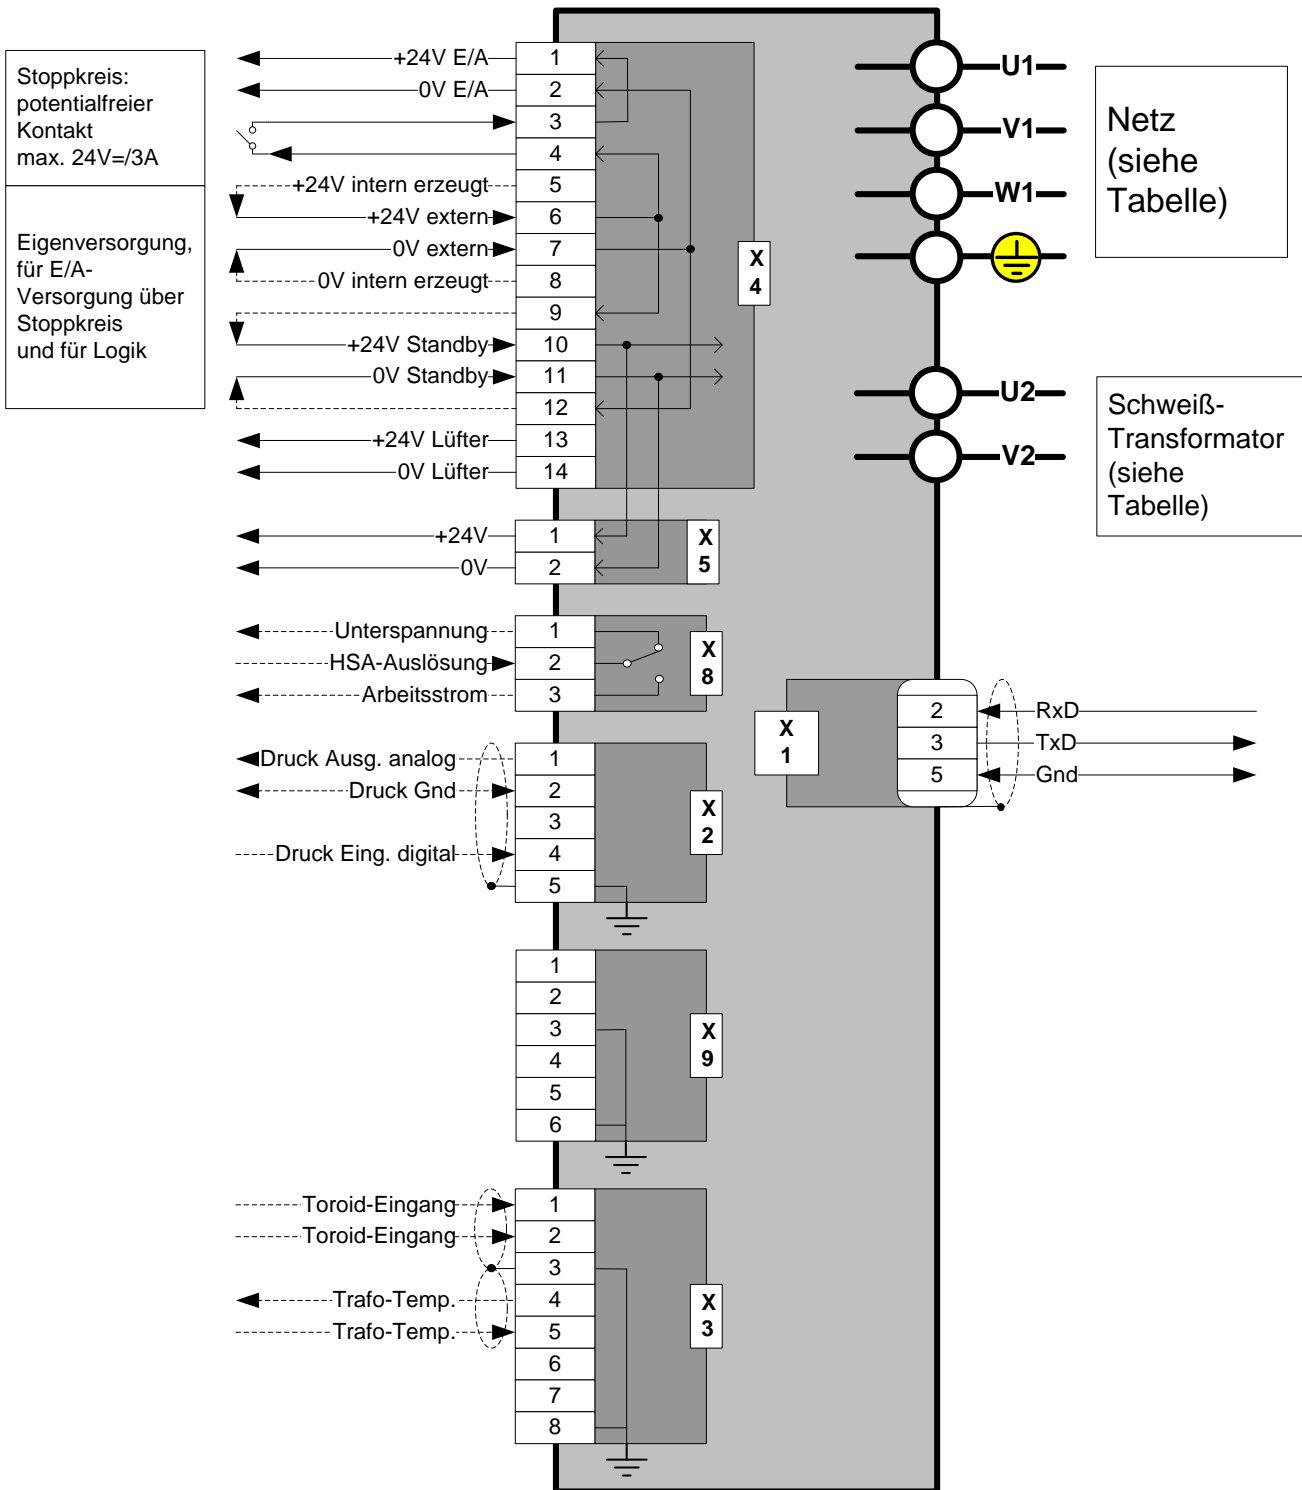 Stoppkreis:
potentialfreier
Kontakt
max. 24V=/3A
Eigenversorgung,
für E/A-
Versorgung über
Stoppkreis
und für Logik
+24V E/A 1
0V E/A 2
3
4
+24V intern erzeugt 5
+24V extern 6
0V extern 7
0V intern erzeugt 8
9
+24V Standby 10
0V Standby 11
12
+24V Lüfter 13
0V Lüfter 14
X
4
+24V 1
0V 2
X
5
Unterspannung 1
HSA-Auslösung 2
Arbeitsstrom 3
X
8
Druck Ausg. analog 1
Druck Gnd 2
3
Druck Eing. digital 4
5
X
2
1
2
3
4
5
6
X
9
Toroid-Eingang 1
Toroid-Eingang 2
3
Trafo-Temp. 4
Trafo-Temp. 5
6
7
8
X
3
U1
V1
W1
Netz
(siehe
Tabelle)
U2
V2
Schweiß-
Transformator
(siehe
Tabelle)
X
1
2 RxD
3 TxD
5 Gnd